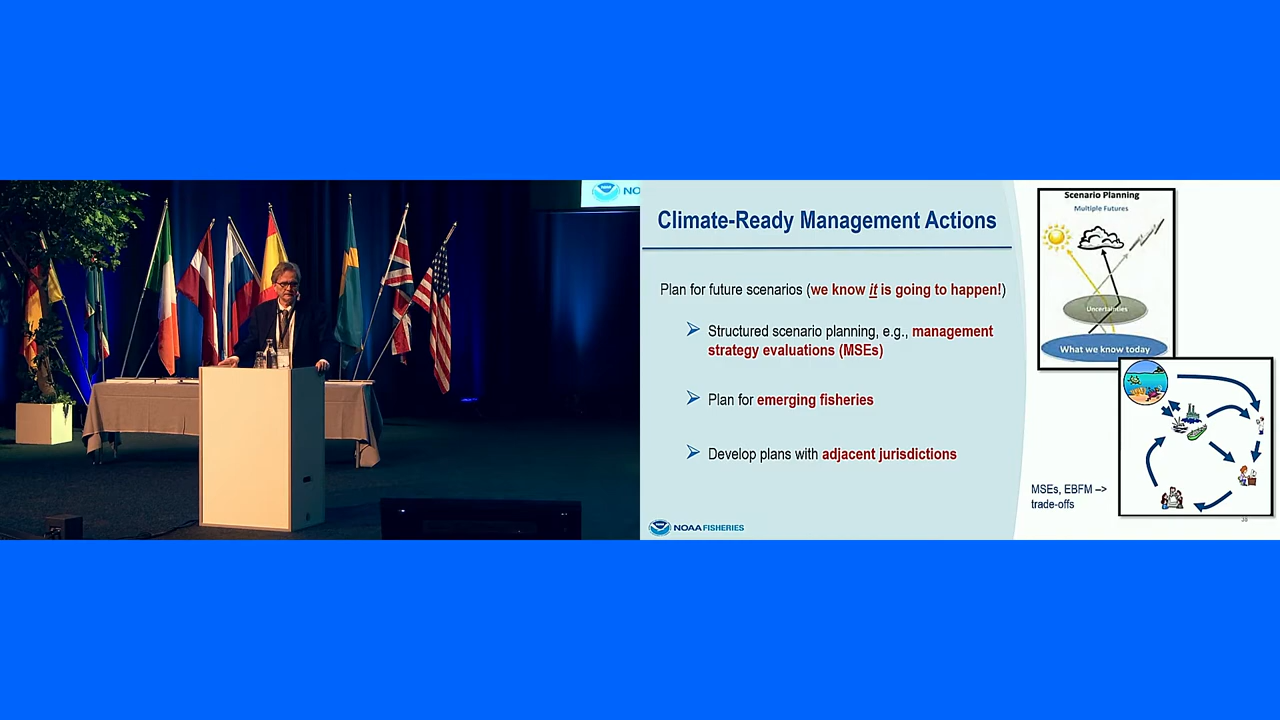 NO
Climate-Ready Management Actions
Plan for future scenarios (we know it is going to happen!)
Structured scenario planning, e.g., management
strategy evaluations (MSEs)
Plan for emerging fisheries
Develop plans with adjacent jurisdictions
NOAA FISHERIES
Scenario Planning
Multiple Futures
Uncertainties
What we know today
MSEs, EBFM –>
trade-offs